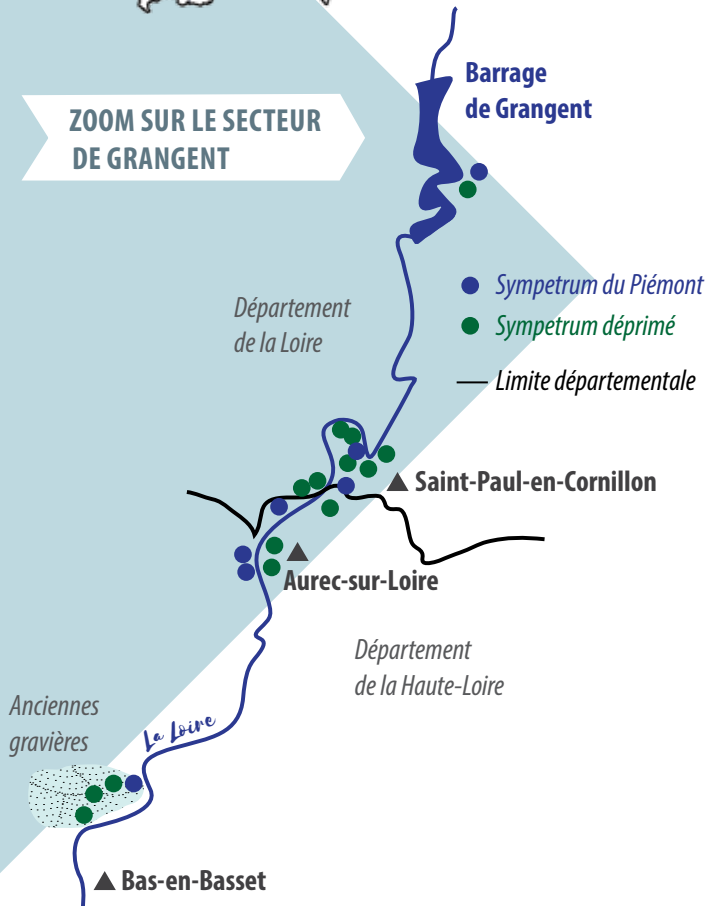 Barrage
de Grangent
ZOOM SUR LE SECTEUR
DE GRANGENT
Sympetrum du Piémont
Sympetrum déprimé
Limite départementale
Département
de la Loire
Saint-Paul-en-Cornillon
Aurec-sur-Loire
Département
de la Haute-Loire
Anciennes
gravières
La Loire
Bas-en-Basset